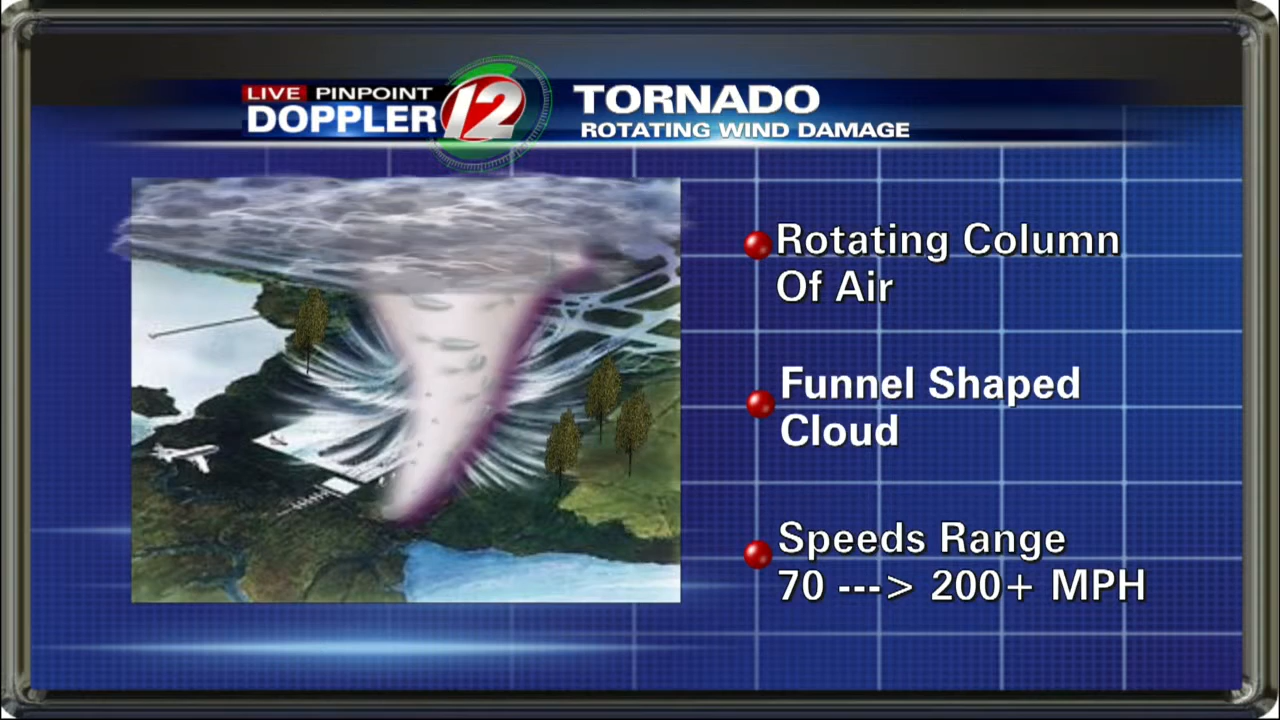 LIVE PINPOINT
DOPPLER 12
TORNADO
ROTATING WIND DAMAGE
Rotating Column
Of Air
Funnel Shaped
Cloud
Speeds Range
70 ---> 200+ MPH